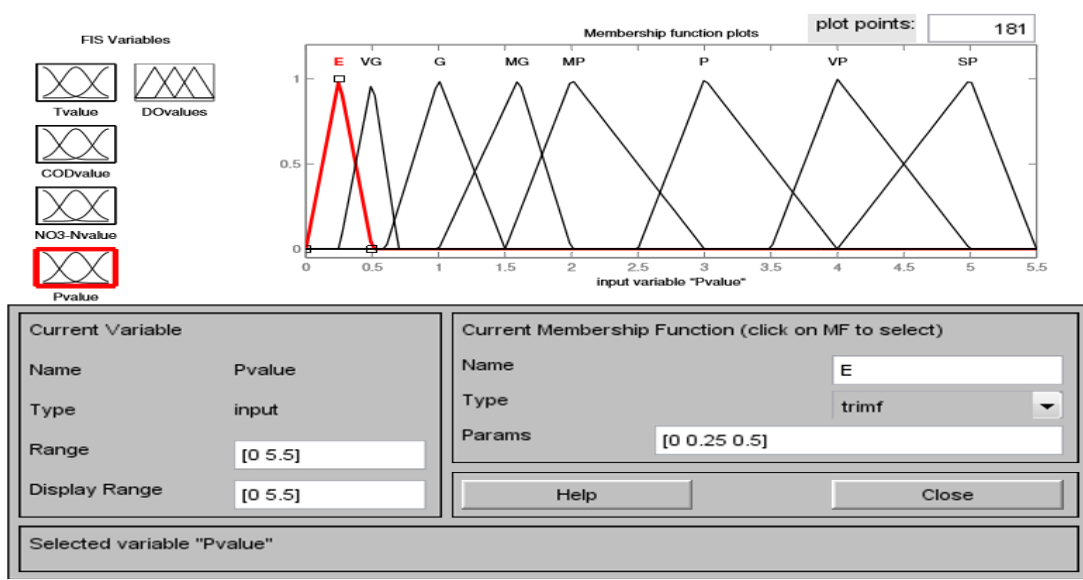 FIS Variables
Membership function plots
plot points:
181
Tvalue
DOvalues
CODvalue
NO3-Nvalue
Pvalue
E VG G MG MP P VP SP
1
0.5
0
0 0.5 1 1.5 2 2.5 3 3.5 4 4.5 5 5.5
input variable "Pvalue"
Current Variable
Name Pvalue
Type input
Range [0 5.5]
Display Range [0 5.5]
Current Membership Function (click on MF to select)
Name E
Type trimf
Params [0 0.25 0.5]
Help Close
Selected variable "Pvalue"